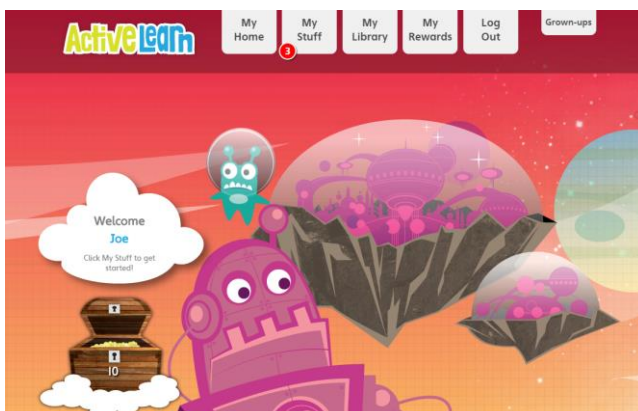 ActiveLearn
My
Home
My
Stuff
3
My
Library
My
Rewards
Log
Out
Grown-ups
Welcome
Joe
Click My Stuff to get
started!
10